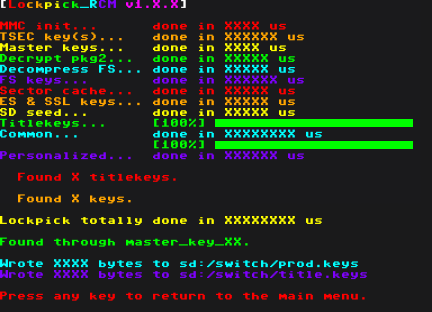 [Lockpick_RCM v1.X.X]
MMC init... done in XXXX us
TSEC key(s)... done in XXXXXX us
Master keys... done in XXXX us
Decrypt pkg2... done in XXXXXX us
Decompress FS... done in XXXXXX us
FS keys... done in XXXXXXX us
Sector cache... done in XXXXXX us
ES & SSL keys... done in XXXXXX us
SD seed... done in XXXXXX us
Titlekeys... [100%]
Common... done in XXXXXXXX us
[100%]
Personalized... done in XXXXXX us
Found X titlekeys.
Found X keys.
Lockpick totally done in XXXXXXXX us
Found through master_key_XX.
Wrote XXXX bytes to sd:/switch/prod.keys
Wrote XXXX bytes to sd:/switch/title.keys
Press any key to return to the main menu.